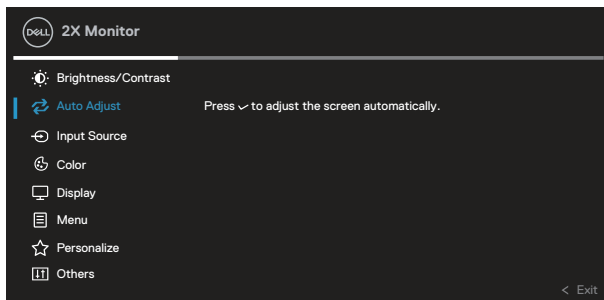 DELL 2X Monitor
Brightness/Contrast
Auto Adjust Press ✓ to adjust the screen automatically.
Input Source
Color
Display
Menu
Personalize
Others
< Exit